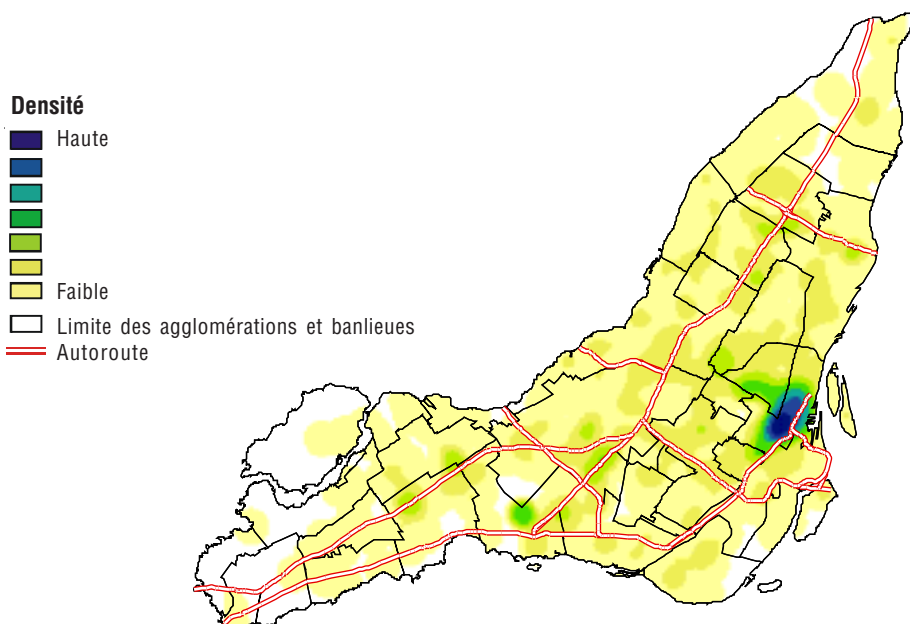 Densité
Haute
Faible
Limite des agglomérations et banlieues
Autoroute